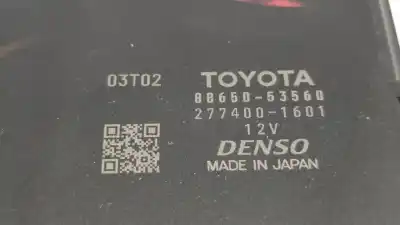 03T02
TOYOTA
88650-53560
277400-1601
12V
DENSO
MADE IN JAPAN